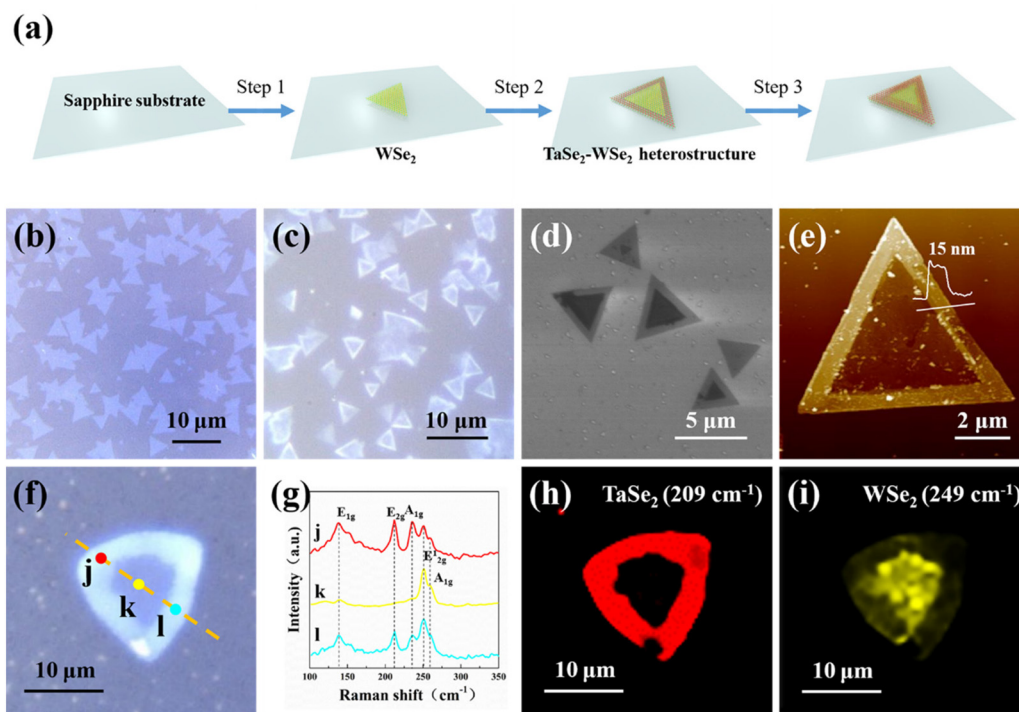 (a)
Sapphire substrate
Step 1
WSe₂
Step 2
TaSe₂-WSe₂ heterostructure
Step 3
(b)
10 μm
(c)
10 μm
(d)
5 μm
(e)
15 nm
2 μm
(f)
j
k
l
10 μm
(g)
Intensity (a.u.)
j
k
l
E₁g
E₂g
A₁g
E¹₂g
A₁g
100 150 200 250 300 350
Raman shift (cm⁻¹)
(h)
TaSe₂ (209 cm⁻¹)
10 μm
(i)
WSe₂ (249 cm⁻¹)
10 μm